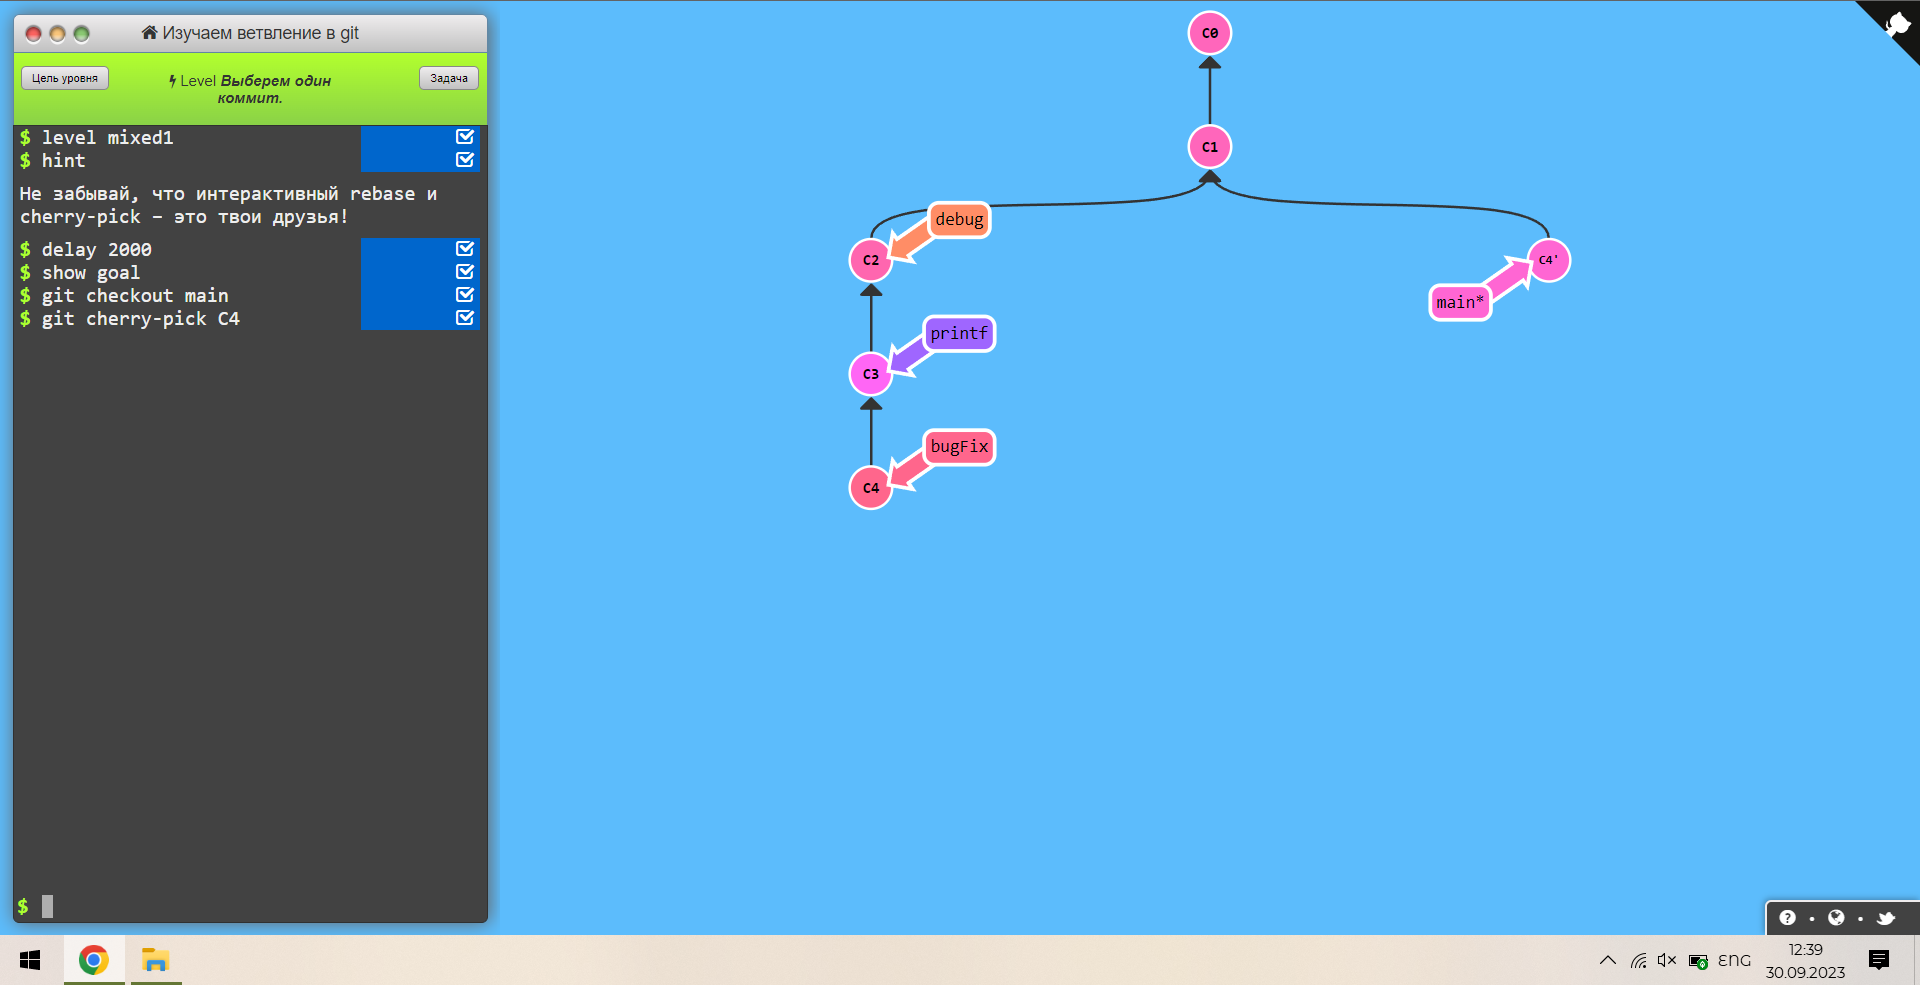 Изучаем ветвление в git
Цель уровня
Level Выберем один
коммит.
Задача
$ level mixed1
$ hint
Не забывай, что интерактивный rebase и
cherry-pick – это твои друзья!
$ delay 2000
$ show goal
$ git checkout main
$ git cherry-pick C4
$
C0
C1
debug
C2
C4'
main*
printf
C3
bugFix
C4
ENG
12:39
30.09.2023